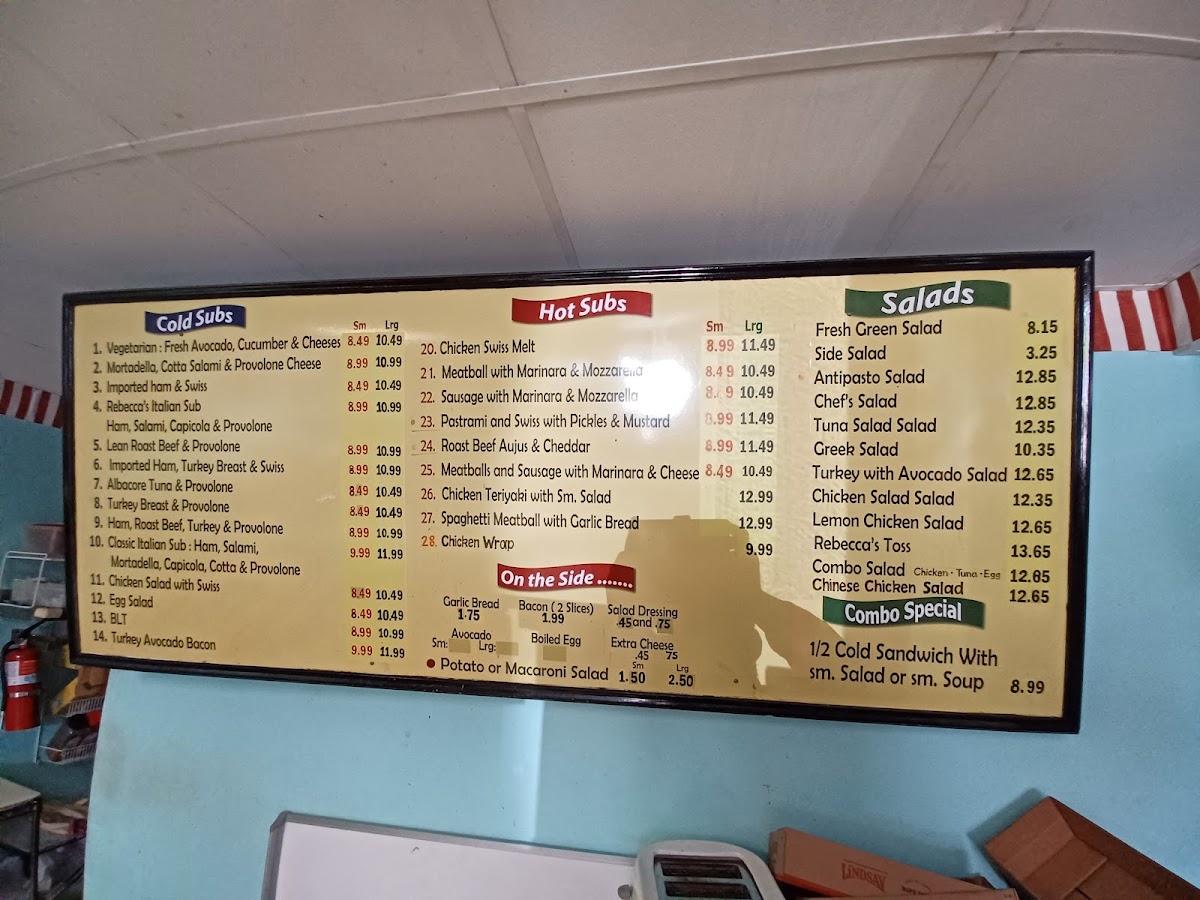 Cold Subs
Sm Lrg
1. Vegetarian : Fresh Avocado, Cucumber & Cheeses 8.49 10.49
2. Mortadella, Cotta Salami & Provolone Cheese 8.99 10.99
3. Imported ham & Swiss 8.49 10.49
4. Rebecca's Italian Sub 8.99 10.99
Ham, Salami, Capicola & Provolone
5. Lean Roast Beef & Provolone 8.99 10.99
6. Imported Ham, Turkey Breast & Swiss 8.99 10.99
7. Albacore Tuna & Provolone 8.49 10.49
8. Turkey Breast & Provolone 8.49 10.49
9. Ham, Roast Beef, Turkey & Provolone 8.99 10.99
10. Classic Italian Sub : Ham, Salami, 9.99 11.99
Mortadella, Capicola, Cotta & Provolone
11. Chicken Salad with Swiss 8.49 10.49
12. Egg Salad 8.49 10.49
13. BLT 8.99 10.99
14. Turkey Avocado Bacon 9.99 11.99
Hot Subs
Sm Lrg
20. Chicken Swiss Melt 8.99 11.49
21. Meatball with Marinara & Mozzarella 8.49 10.49
22. Sausage with Marinara & Mozzarella 10.49
23. Pastrami and Swiss with Pickles & Mustard 8.99 11.49
24. Roast Beef Aujus & Cheddar 8.99 11.49
25. Meatballs and Sausage with Marinara & Cheese 8.49 10.49
26. Chicken Teriyaki with Sm. Salad 12.99
27. Spaghetti Meatball with Garlic Bread 12.99
28. Chicken Wrap 9.99
On the Side .......
Garlic Bread Bacon ( 2 Slices) Salad Dressing
1.75 1.99 .45 and .75
Avocado Boiled Egg Extra Cheese
Sm: Lrg: .45 75
Sm Lrg
• Potato or Macaroni Salad 1.50 2.50
Salads
Fresh Green Salad 8.15
Side Salad 3.25
Antipasto Salad 12.85
Chef's Salad 12.85
Tuna Salad Salad 12.35
Greek Salad 10.35
Turkey with Avocado Salad 12.65
Chicken Salad Salad 12.35
Lemon Chicken Salad 12.65
Rebecca's Toss 13.65
Combo Salad Chicken - Tuna - Egg 12.65
Chinese Chicken Salad 12.65
Combo Special
1/2 Cold Sandwich With
sm. Salad or sm. Soup 8.99
LINDSAY